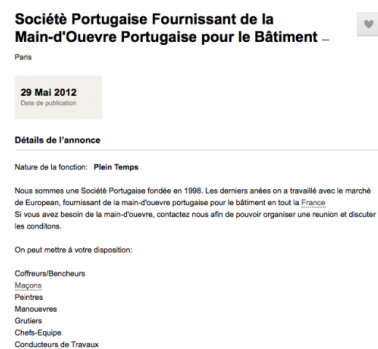 Sociétè Portugaise Fournissant de la
Main-d'Ouevre Portugaise pour le Bâtiment –
Paris
29 Mai 2012
Date de publication
Détails de l'annonce
Nature de la fonction: Plein Temps
Nous sommes une Societè Portugaise fondée en 1998. Les derniers anées on a travaillé avec le marché
de European, fournissant de la main-d'ouevre portugaise pour le bâtiment en tout la France
Si vous avez besoin de la main-d'ouevre, contactez nous afin de pouvoir organiser une reunion et discuter
les conditons.
On peut mettre á votre disposition:
Coffreurs/Bencheurs
Maçons
Peintres
Manouevres
Grutiers
Chefs-Equipe
Conducteurs de Travaux